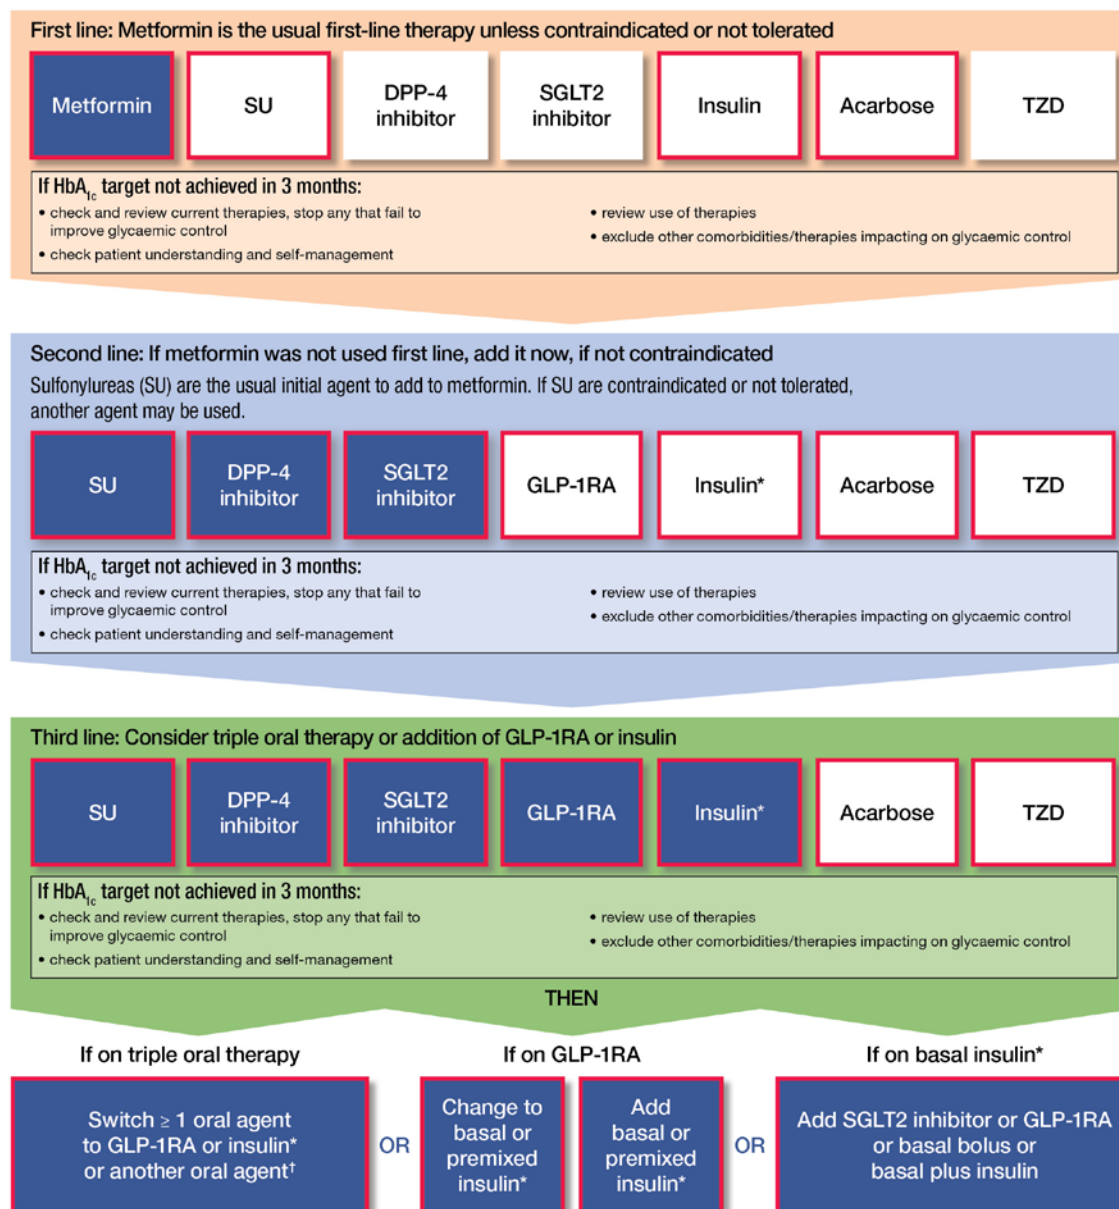 First line: Metformin is the usual first-line therapy unless contraindicated or not tolerated
Metformin
SU
DPP-4
inhibitor
SGLT2
inhibitor
Insulin
Acarbose
TZD
If HbA1c target not achieved in 3 months:
• check and review current therapies, stop any that fail to
improve glycaemic control
• check patient understanding and self-management
• review use of therapies
• exclude other comorbidities/therapies impacting on glycaemic control
Second line: If metformin was not used first line, add it now, if not contraindicated
Sulfonylureas (SU) are the usual initial agent to add to metformin. If SU are contraindicated or not tolerated,
another agent may be used.
SU
DPP-4
inhibitor
SGLT2
inhibitor
GLP-1RA
Insulin*
Acarbose
TZD
If HbA1c target not achieved in 3 months:
• check and review current therapies, stop any that fail to
improve glycaemic control
• check patient understanding and self-management
• review use of therapies
• exclude other comorbidities/therapies impacting on glycaemic control
Third line: Consider triple oral therapy or addition of GLP-1RA or insulin
SU
DPP-4
inhibitor
SGLT2
inhibitor
GLP-1RA
Insulin*
Acarbose
TZD
If HbA1c target not achieved in 3 months:
• check and review current therapies, stop any that fail to
improve glycaemic control
• check patient understanding and self-management
• review use of therapies
• exclude other comorbidities/therapies impacting on glycaemic control
THEN
If on triple oral therapy
Switch ≥ 1 oral agent
to GLP-1RA or insulin*
or another oral agent†
OR
If on GLP-1RA
Change to
basal or
premixed
insulin*
Add
basal or
premixed
insulin*
OR
If on basal insulin*
Add SGLT2 inhibitor or GLP-1RA
or basal bolus or
basal plus insulin